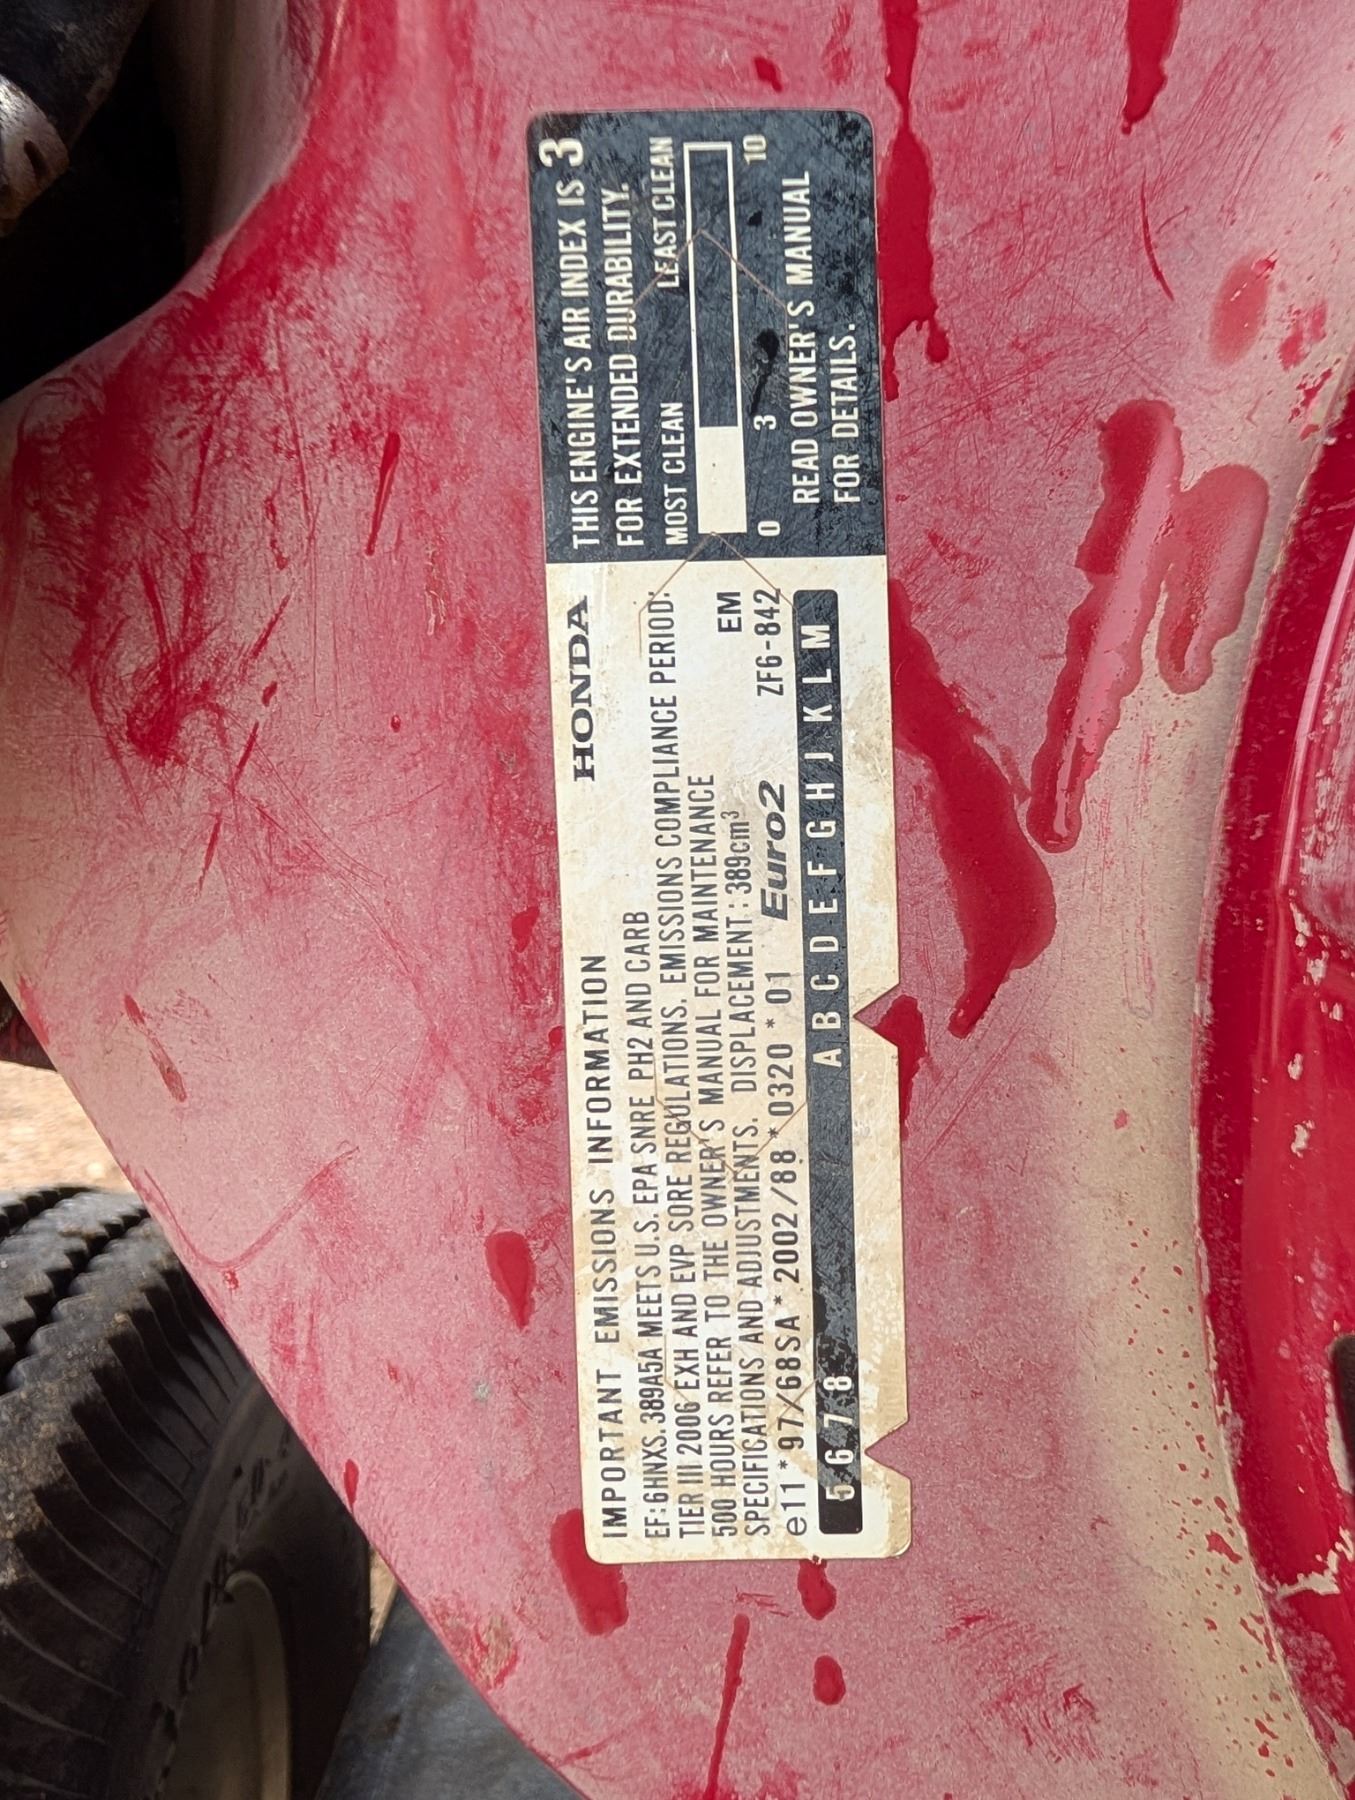 IMPORTANT EMISSIONS INFORMATION HONDA
EF:6HNXS.389A5A MEETS U.S. EPA SNRE PH2 AND CARB
TIER III 2006 EXH AND EVP SORE REGULATIONS. EMISSIONS COMPLIANCE PERIOD:
500 HOURS REFER TO THE OWNER'S MANUAL FOR MAINTENANCE
SPECIFICATIONS AND ADJUSTMENTS. DISPLACEMENT:389cm³ EM
e11*97/68SA*2002/88*0320*01 Euro2 ZF6-842
5 6 7 8 A B C D E F G H J K L M
THIS ENGINE'S AIR INDEX IS 3
FOR EXTENDED DURABILITY.
MOST CLEAN LEAST CLEAN
0 3 10
READ OWNER'S MANUAL
FOR DETAILS.